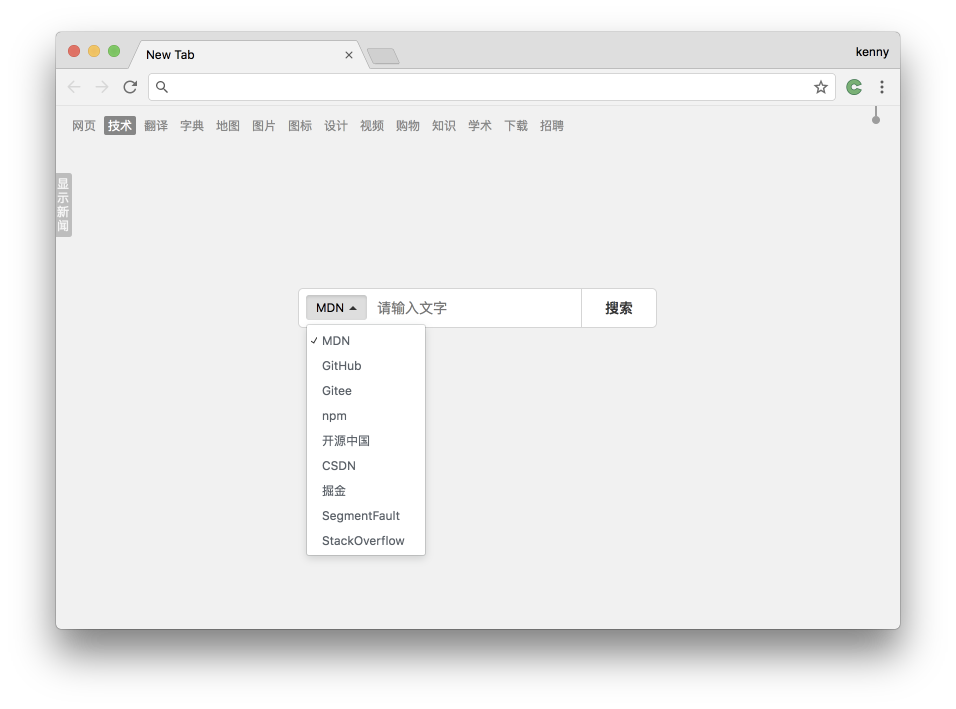 New Tab
kenny
网页 技术 翻译 字典 地图 图片 图标 设计 视频 购物 知识 学术 下载 招聘
显示新闻
MDN 请输入文字 搜索
MDN
GitHub
Gitee
npm
开源中国
CSDN
掘金
SegmentFault
StackOverflow